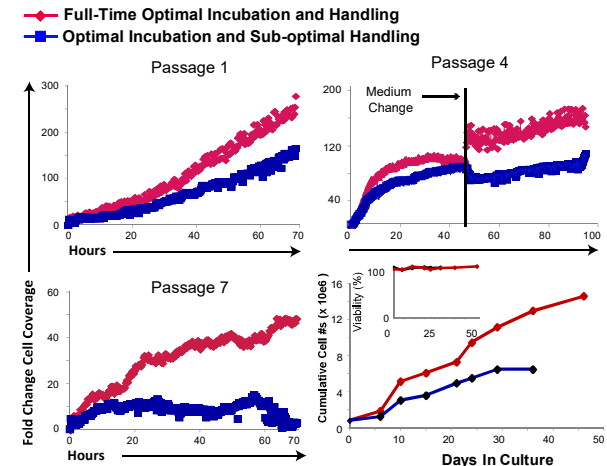 Full-Time Optimal Incubation and Handling
Optimal Incubation and Sub-optimal Handling
Passage 1
300
200
100
0
0 20 40 60 70
Hours
Passage 4
Medium
Change
200
120
40
0 20 40 60 80 100
Fold Change Cell Coverage
Passage 7
60
40
20
0
0 20 40 60 70
Hours
Cumulative Cell #s (x 10e6 )
16
12
8
4
0
0 10 20 30 40 50
Days In Culture
Viability (%)
100
0
0 25 50